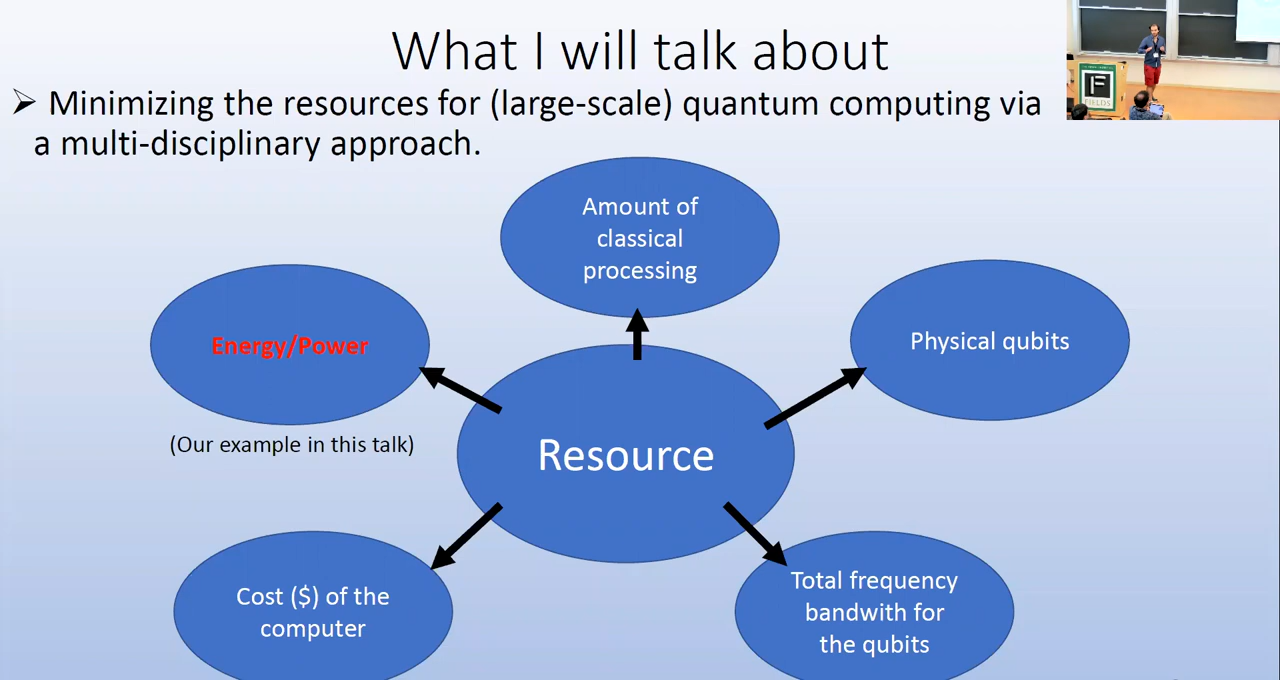 What I will talk about
➢ Minimizing the resources for (large-scale) quantum computing via
a multi-disciplinary approach.
Amount of
classical
processing
Energy/Power
(Our example in this talk)
Physical qubits
Resource
Cost ($) of the
computer
Total frequency
bandwith for
the qubits
FIELDS